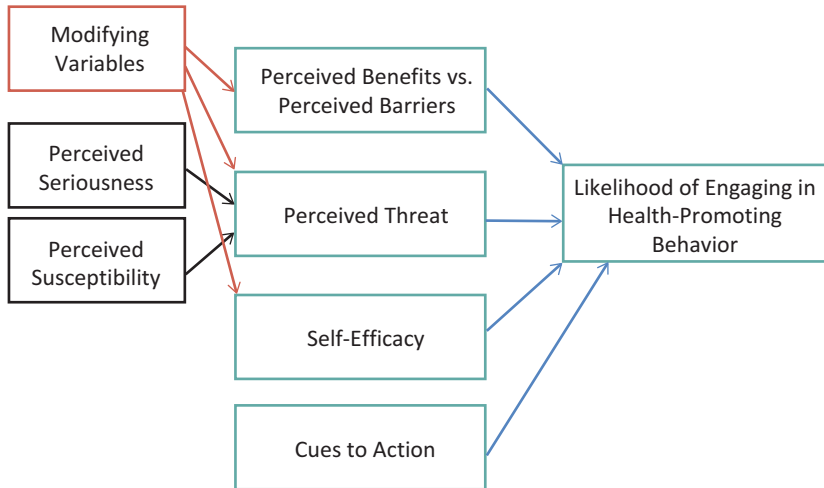 Modifying
Variables
Perceived Benefits vs.
Perceived Barriers
Perceived
Seriousness
Perceived Threat
Likelihood of Engaging in
Health-Promoting
Behavior
Perceived
Susceptibility
Self-Efficacy
Cues to Action